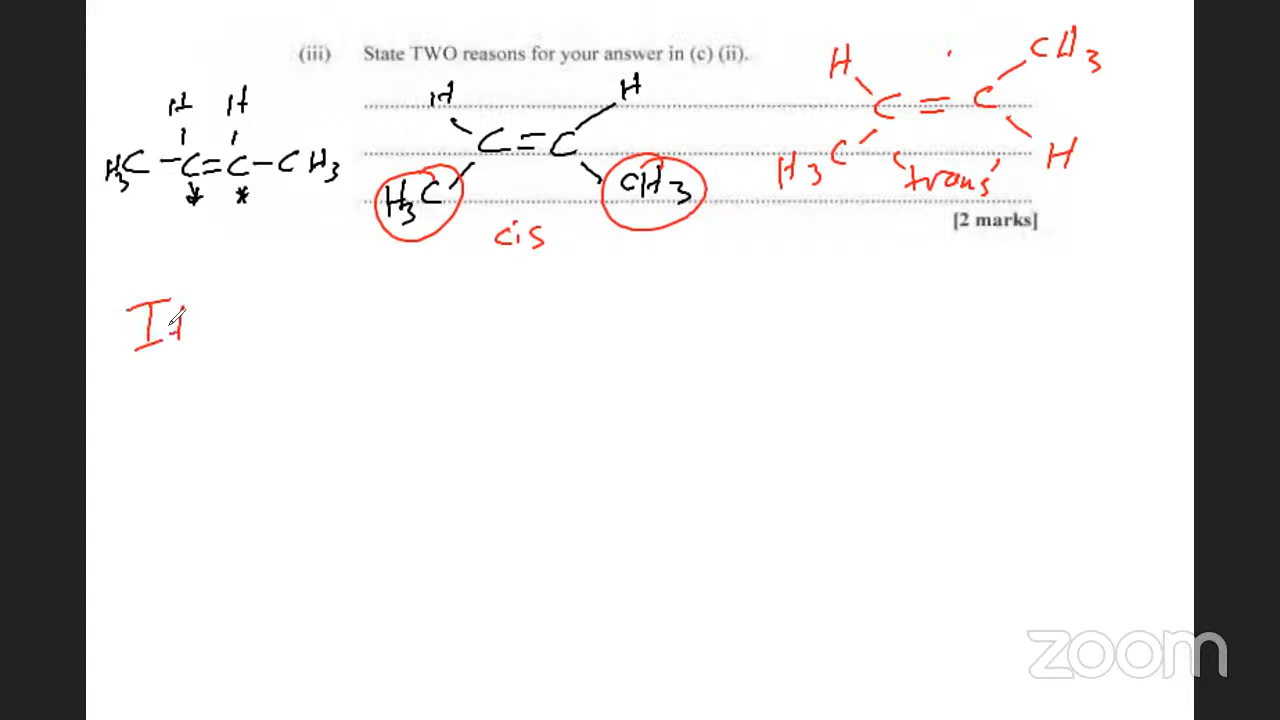 (iii) State TWO reasons for your answer in (c) (ii).
H H
H3C – C = C – CH3
* *
H H
C = C
H3C CH3
cis
H CH3
C = C
H3C H
'trans'
[2 marks]
zoom